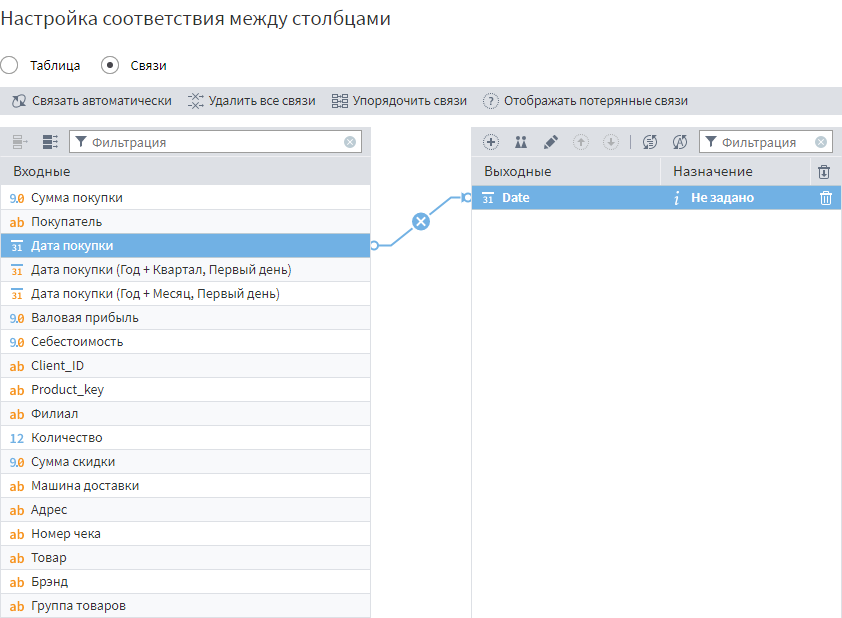 Настройка соответствия между столбцами
Таблица Связи
Связать автоматически Удалить все связи Упорядочить связи ? Отображать потерянные связи
Фильтрация Фильтрация
Входные Выходные Назначение
9.0 Сумма покупки 31 Date i Не задано
ab Покупатель
31 Дата покупки
31 Дата покупки (Год + Квартал, Первый день)
31 Дата покупки (Год + Месяц, Первый день)
9.0 Валовая прибыль
9.0 Себестоимость
ab Client_ID
ab Product_key
ab Филиал
12 Количество
9.0 Сумма скидки
ab Машина доставки
ab Адрес
ab Номер чека
ab Товар
ab Брэнд
ab Группа товаров